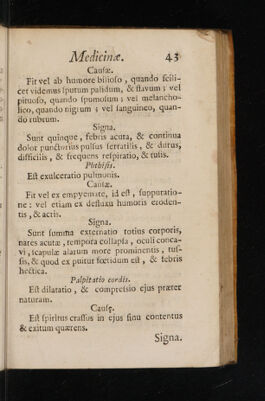 Medicinæ. 43
Causæ.
Fit vel ab humore bilioso, quando scili-
cet videmus sputum pallidum, & flavum; vel
pituoso, quando spumosum; vel melancho-
lico, quando nigrum; vel sanguineo, quan-
do rubrum.
Signa.
Sunt quinque, febris acuta, & continua
dolor punctorius pulsus serratilis, & durus,
difficilis, & frequens respiratio, & tusis.
Phthisis.
Est exulceratio pulmonis.
Causæ.
Fit vel ex empyemate, id est, suppuratio-
ne: vel etiam ex defluxu humoris eroden-
tis, & acris.
Signa.
Sunt summa extenuatio totius corporis,
nares acutæ, tempora collapsa, oculi conca-
vi, scapulæ alarum more prominentis, tus-
sis, & quod ex puitur fœtidum est, & febris
hectica.
Palpitatio cordis.
Est dilatatio, & compressio ejus præter
naturam.
Causę.
Est spiritus crassus in ejus sinu contentus
& exitum quærens.
Signa.